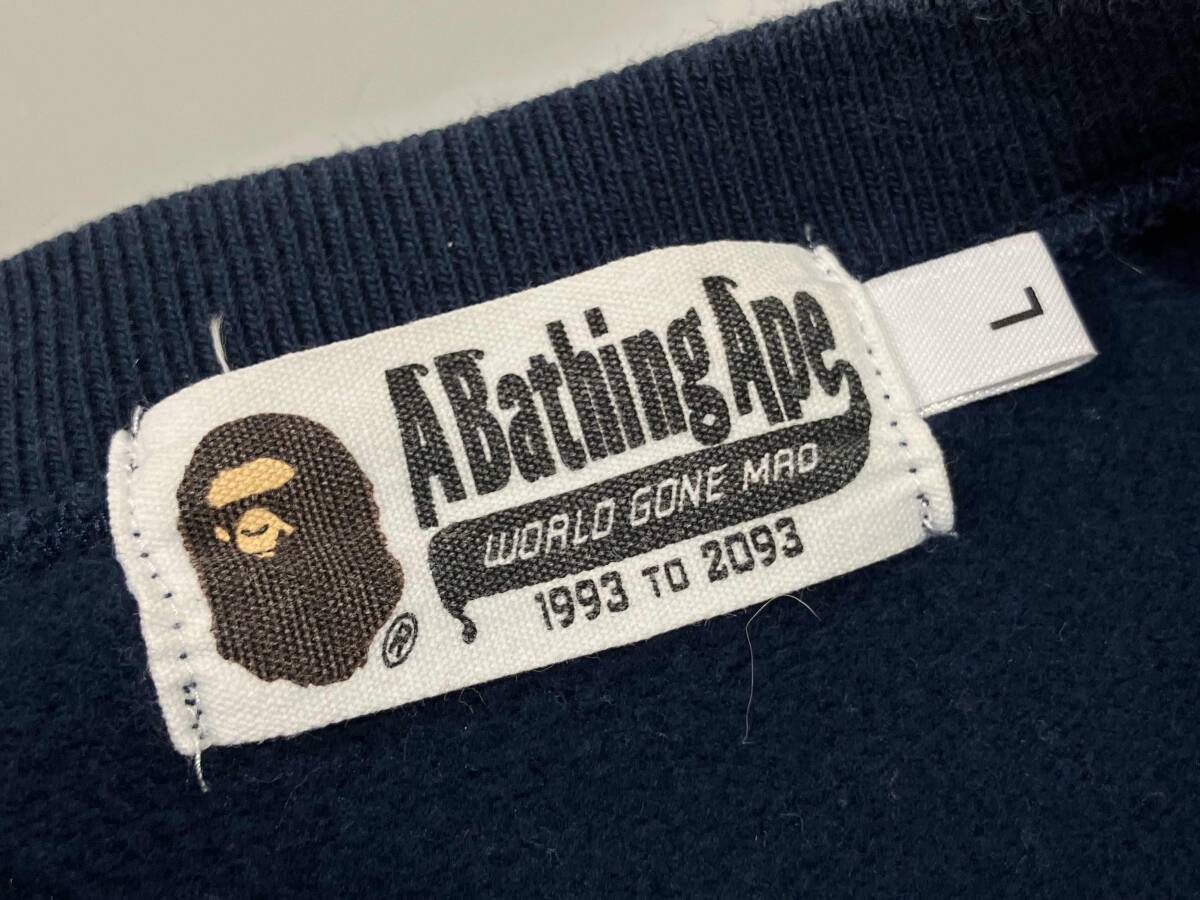 A Bathing Ape
WORLD GONE MAD
1993 TO 2093
®
L